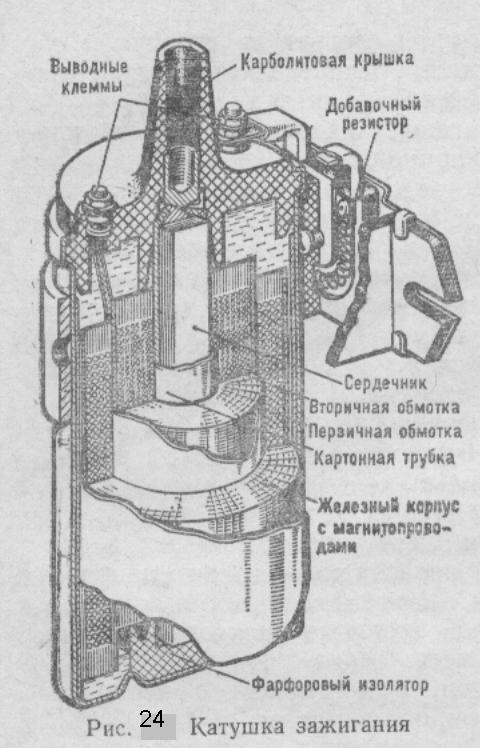 Выводные
клеммы
Карболитовая крышка
Добавочный
резистор
Сердечник
Вторичная обмотка
Первичная обмотка
Картонная трубка
Железный корпус
с магнитопрово-
дами
Фарфоровый изолятор
Рис. 24 Катушка зажигания